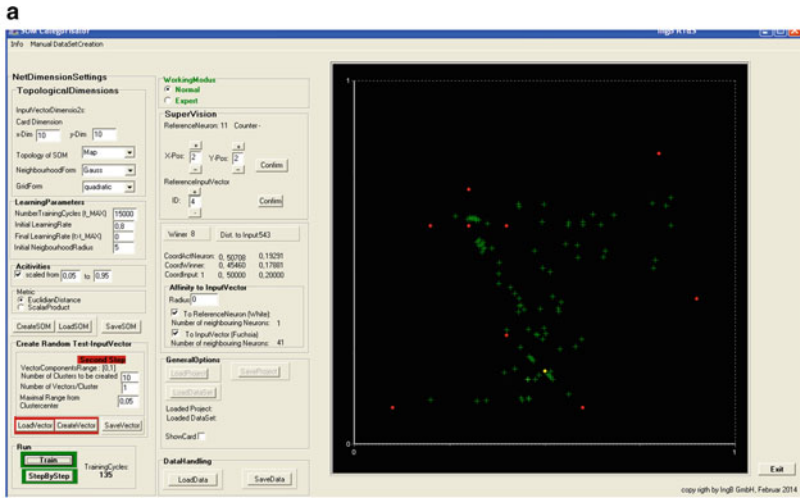 a
SOM Categorisator
Info Manual DataSetCreation
NetDimensionSettings
TopologicalDimensions
InputVectorDimensio2s:
Card Dimension
x-Dim 10 y-Dim 10
Topology of SOM Map
NeighbourhoodForm Gauss
GridForm quadratic
LearningParameters
NumberTrainingCycles (t_MAX) 15000
Initial LearningRate 0,8
Final LearningRate (t>t_MAX) 0
Initial NeigbourhoodRadius 5
Acitivities
scaled from 0,05 to 0,95
Metric
EuclidianDistance
ScalarProduct
CreateSOM LoadSOM SaveSOM
Create Random Test-InputVector
Second Step
VectorComponentsRange : [0,1]
Number of Clusters to be created 10
Number of Vectors/Cluster 1
Maximal Range from Clustercenter 0,05
LoadVector CreateVector SaveVector
Run
Train
StepByStep
TrainingCycles:
135
WorkingModus
Normal
Expert
SuperVision
ReferenceNeuron: 11 Counter -
+ +
X-Pos: 2 Y-Pos: 2 Confirm
- -
ReferenceInputVector
+
ID: 4 Confirm
-
Winer 8 Dist. to Input543
CoordActNeuron: 0, 50708 0,19291
CoordWinner: 0, 45460 0,17881
CoordInput: 1 0, 50000 0,20000
Affinity to InputVector
Radius 0
To ReferenceNeuron (White)
Number of neighbouring Neurons: 1
To InputVector (Fuchsia)
Number of neighbouring Neurons: 41
GeneralOptions
LoadProject SaveProject
LoadDataSet
Loaded Project:
Loaded DataSet:
ShowCard
DataHandling
LoadData SaveData
1
0
1
Exit
copy rigth by IngB GmbH, Februar 2014